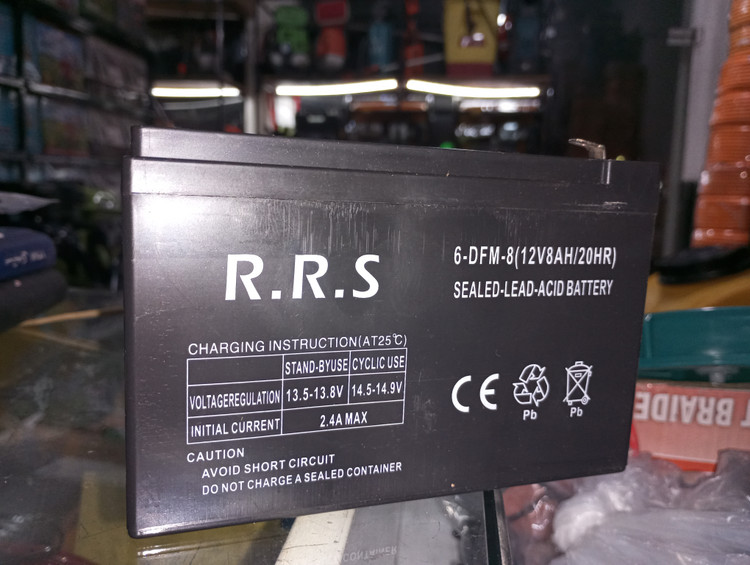 R.R.S
6-DFM-8(12V8AH/20HR)
SEALED-LEAD-ACID BATTERY
CHARGING INSTRUCTION(AT25℃)
STAND-BYUSE CYCLIC USE
VOLTAGEREGULATION 13.5-13.8V 14.5-14.9V
INITIAL CURRENT 2.4A MAX
CAUTION
AVOID SHORT CIRCUIT
DO NOT CHARGE A SEALED CONTAINER
CE
Pb
Pb
BRAIDE
CONTAINER